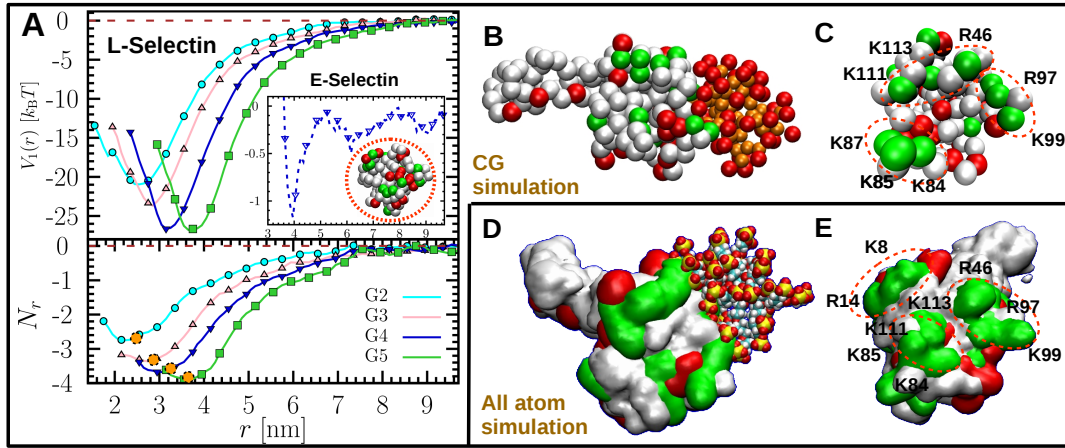 A
L-Selectin
V₁(r) [k_BT]
0
-5
-10
-15
-20
-25
E-Selectin
0
-0.5
-1
3 4 5 6 7 8 9
N_r
0
-1
-2
-3
-4
G2
G3
G4
G5
2 3 4 5 6 7 8 9
r [nm]
B
CG
simulation
C
K113
R46
K111
R97
K87
K99
K85
K84
D
All atom
simulation
E
K8
R46
R14
K113
R97
K111
K85
K99
K84